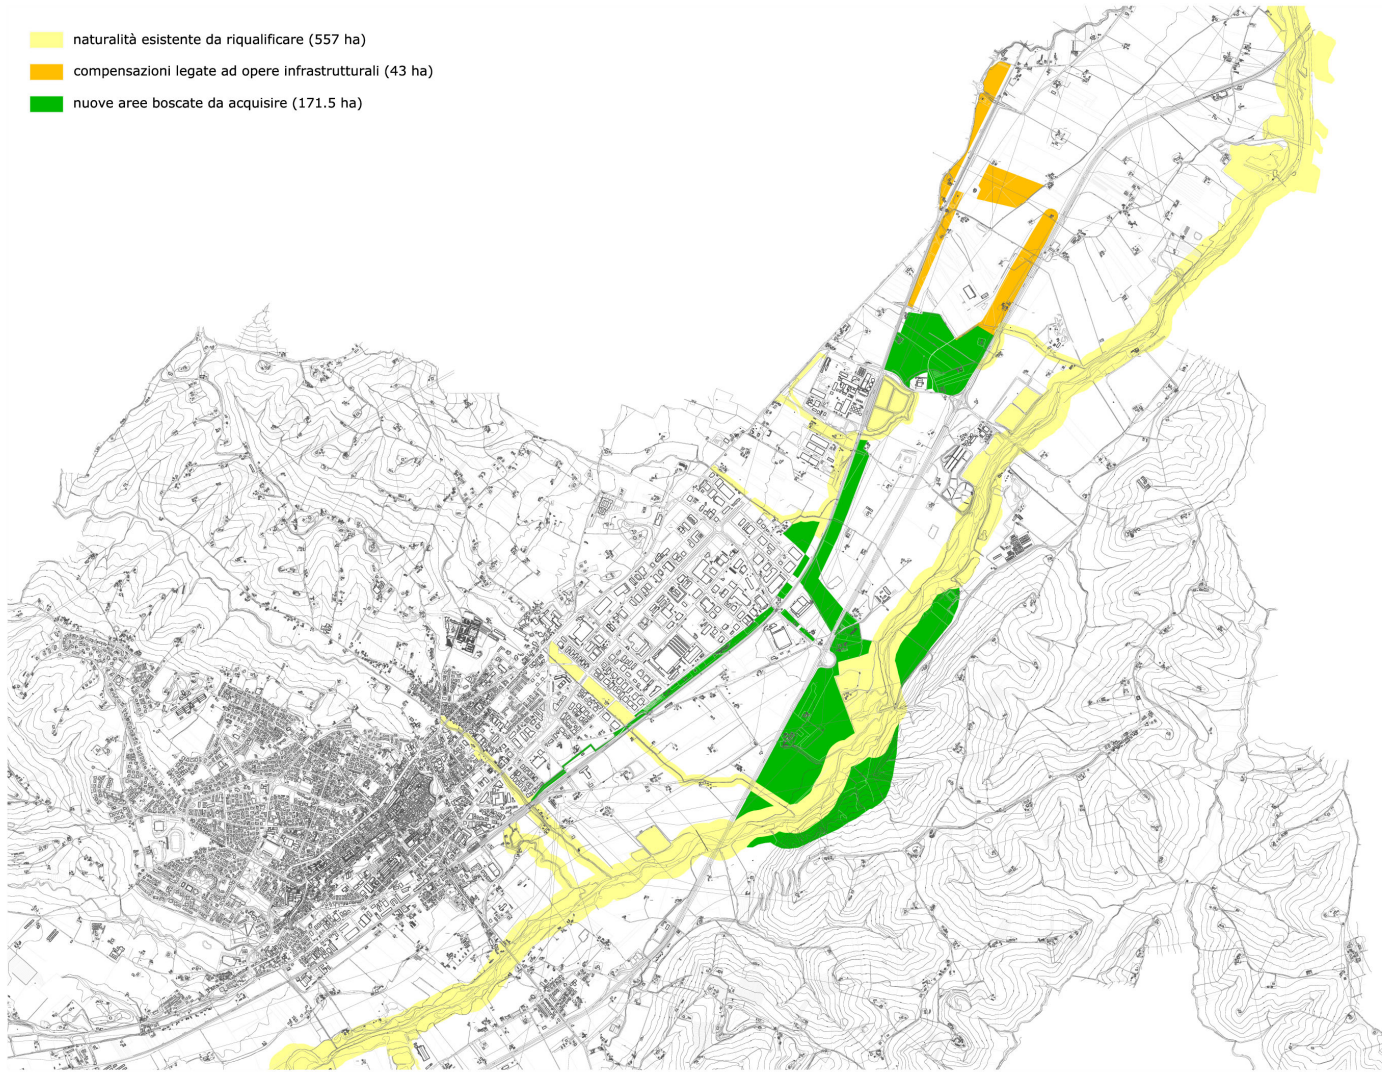 naturalità esistente da riqualificare (557 ha)
compensazioni legate ad opere infrastrutturali (43 ha)
nuove aree boscate da acquisire (171.5 ha)